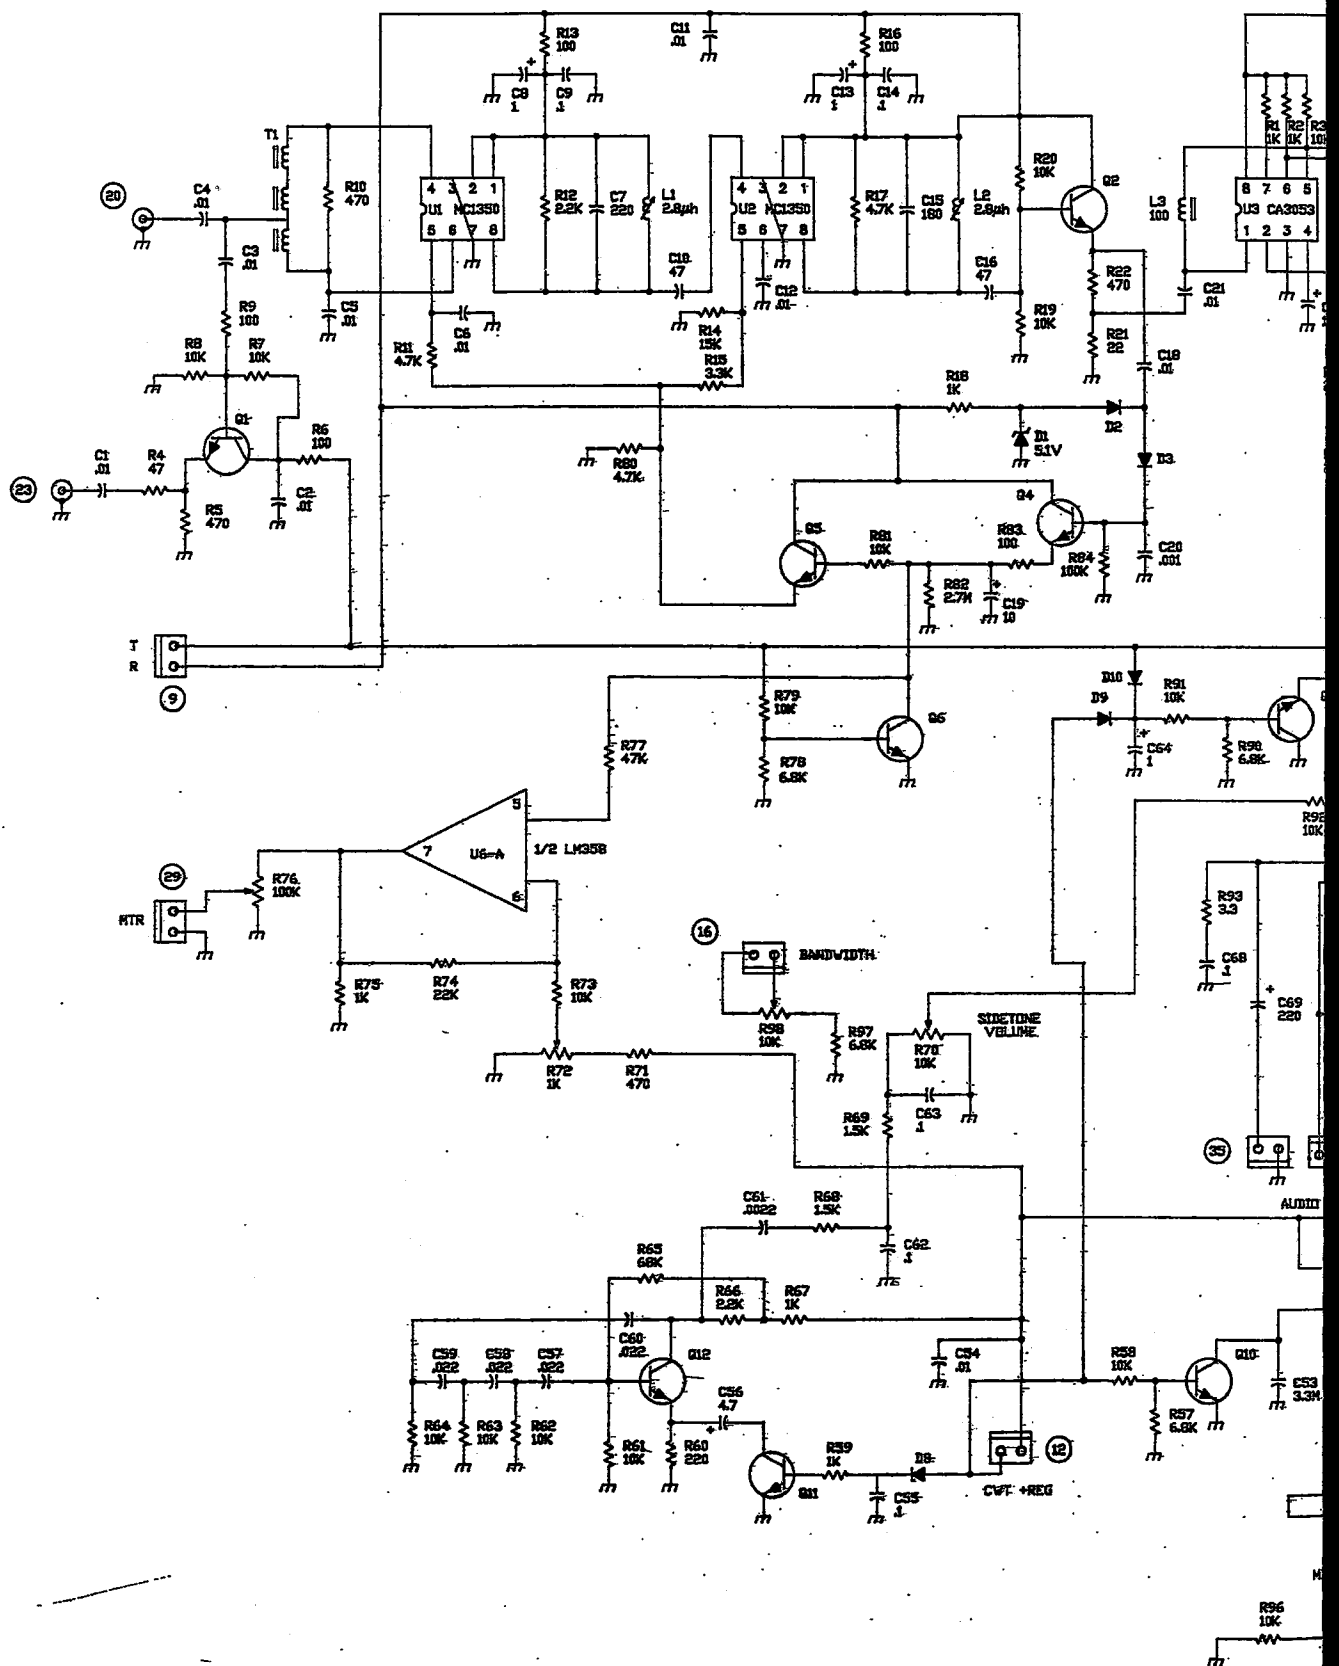 R13
100
C11
.01
R16
100
C8
1
C9
.1
C13
1
C14
.1
R1
1K
R2
1K
R3
10K
T1
R10
470
4 3 2 1
U1 MC1350
5 6 7 8
R12
2.2K
C7
220
L1
2.8µh
4 3 2 1
U2 MC1350
5 6 7 8
R17
4.7K
C15
180
L2
2.8µh
R20
10K
Q2
L3
100
8 7 6 5
U3 CA3053
1 2 3 4
20
C4
.01
C3
.01
R9
100
C5
.01
C6
.01
C10
47
C12
.01
C16
47
R22
470
C21
.01
R8
10K
R7
10K
R11
4.7K
R14
15K
R15
3.3K
R19
10K
R21
22
C18
.01
R18
1K
D1
5.1V
D2
D3
Q1
R6
100
R80
4.7K
23
C1
.01
R4
47
R5
470
C2
.01
Q5
R81
10K
Q4
R83
100
R84
100K
C20
.001
R82
2.7M
C19
10
T
R
9
R79
10K
Q6
R78
6.8K
R77
47K
D10
D9
R91
10K
C64
1
R90
6.8K
R92
10K
5
7
U6-A
6
1/2 LM358
29
MTR
R76
100K
R75
1K
R74
22K
R73
10K
16
BANDWIDTH
R98
10K
R97
6.8K
SIDETONE
VOLUME
R70
10K
R93
3.3
C68
.1
C69
220
R72
1K
R71
470
R69
1.5K
C63
.1
35
AUDIO
C61
.0022
R68
1.5K
C62
.1
R65
68K
R66
2.2K
R67
1K
C59
.022
C58
.022
C57
.022
C60
.022
Q12
C54
.01
R58
10K
Q10
C53
3.3M
R64
10K
R63
10K
R62
10K
R61
10K
R60
220
C56
4.7
Q11
R59
1K
D8
C55
.1
12
CWT +REG
R57
6.8K
R96
10K